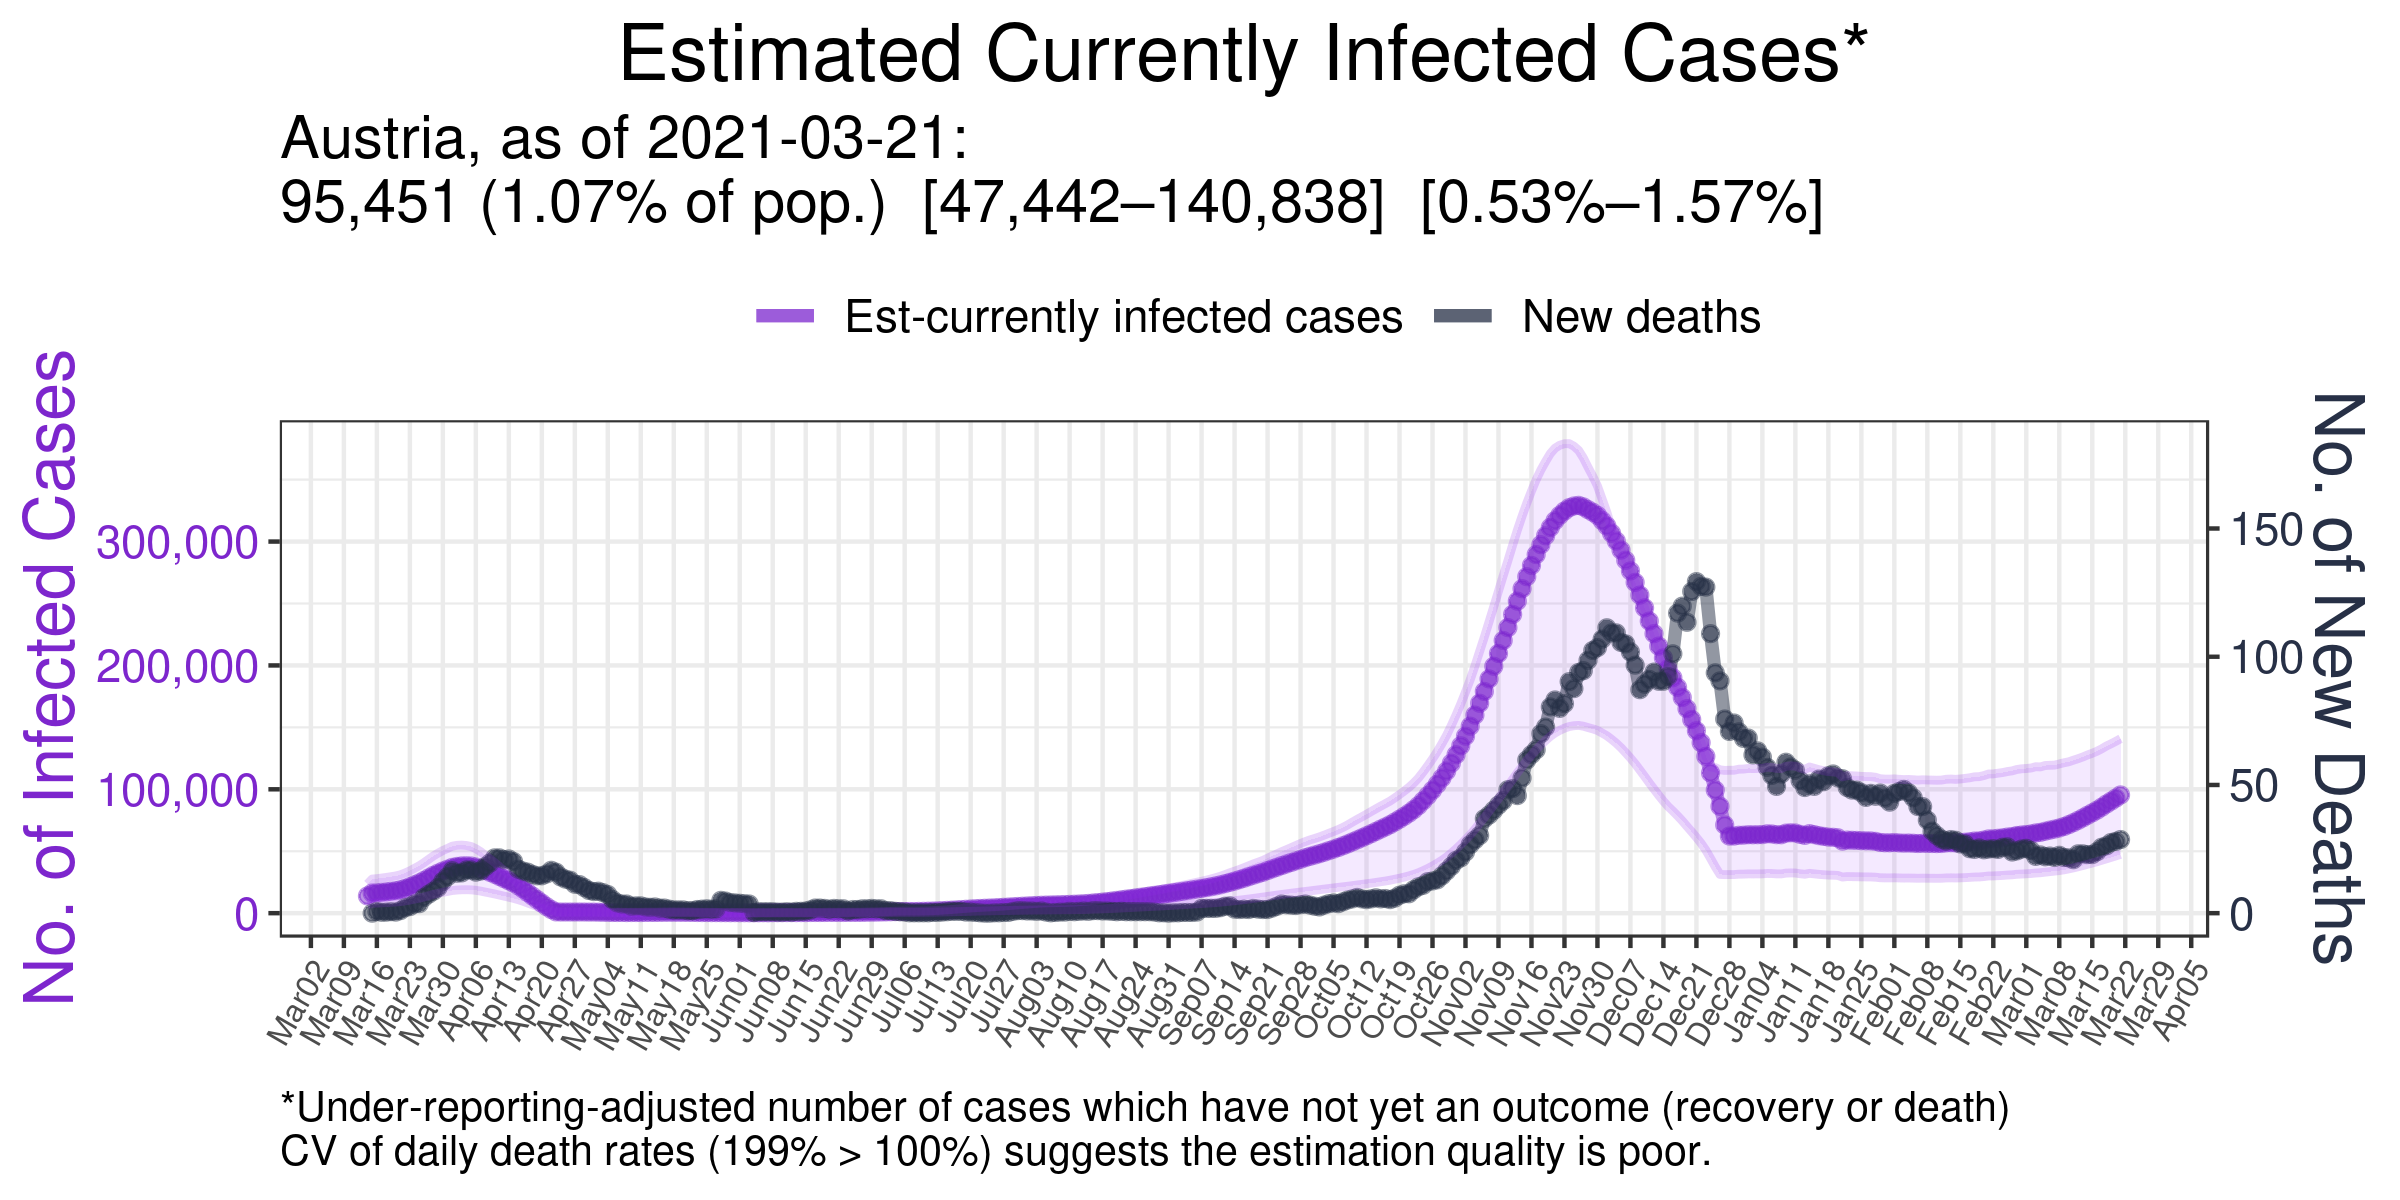 Estimated Currently Infected Cases*
Austria, as of 2021-03-21:
95,451 (1.07% of pop.) [47,442–140,838] [0.53%–1.57%]
Est-currently infected cases New deaths
No. of Infected Cases
300,000
200,000
100,000
0
150
100
50
0
No. of New Deaths
Mar02 Mar09 Mar16 Mar23 Mar30 Apr06 Apr13 Apr20 Apr27 May04 May11 May18 May25 Jun01 Jun08 Jun15 Jun22 Jun29 Jul06 Jul13 Jul20 Jul27 Aug03 Aug10 Aug17 Aug24 Aug31 Sep07 Sep14 Sep21 Sep28 Oct05 Oct12 Oct19 Oct26 Nov02 Nov09 Nov16 Nov23 Nov30 Dec07 Dec14 Dec21 Dec28 Jan04 Jan11 Jan18 Jan25 Feb01 Feb08 Feb15 Feb22 Mar01 Mar08 Mar15 Mar22 Mar29 Apr05
*Under-reporting-adjusted number of cases which have not yet an outcome (recovery or death)
CV of daily death rates (199% > 100%) suggests the estimation quality is poor.